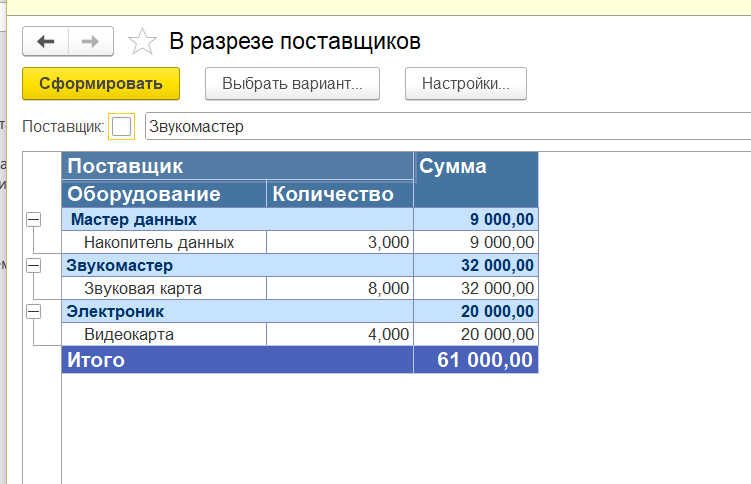 В разрезе поставщиков
Сформировать Выбрать вариант... Настройки...
Поставщик: Звукомастер
Поставщик Сумма
Оборудование Количество
Мастер данных 9 000,00
Накопитель данных 3,000 9 000,00
Звукомастер 32 000,00
Звуковая карта 8,000 32 000,00
Электроник 20 000,00
Видеокарта 4,000 20 000,00
Итого 61 000,00